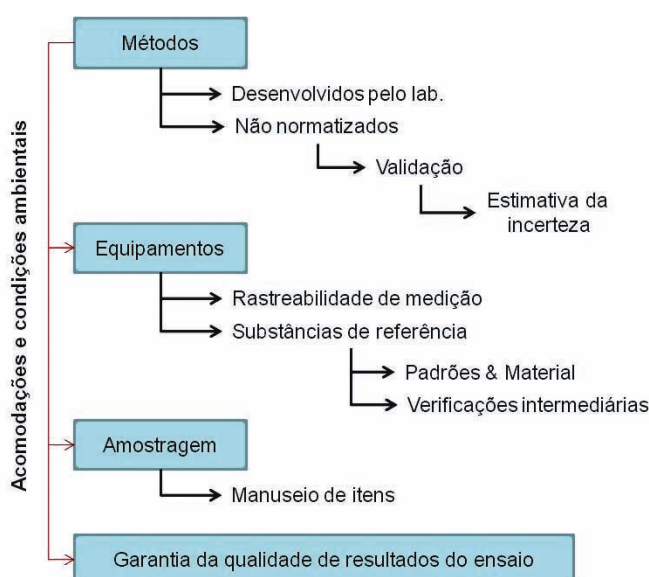 Acomodações e condições ambientais
Métodos
Desenvolvidos pelo lab.
Não normatizados
Validação
Estimativa da
incerteza
Equipamentos
Rastreabilidade de medição
Substâncias de referência
Padrões & Material
Verificações intermediárias
Amostragem
Manuseio de itens
Garantia da qualidade de resultados do ensaio